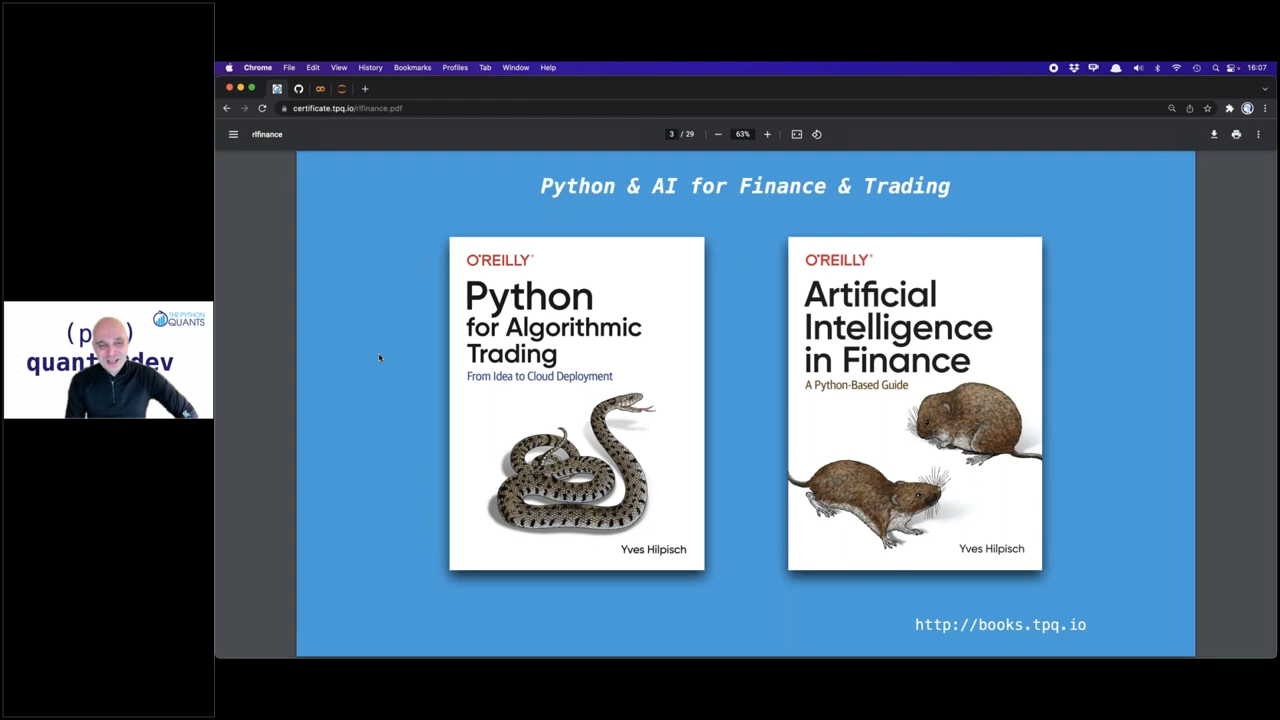 Chrome File Edit View History Bookmarks Profiles Tab Window Help 16:07
certificate.tpq.io/rlfinance.pdf
rlfinance 3 / 29 63%
Python & AI for Finance & Trading
O'REILLY®
Python
for Algorithmic
Trading
From Idea to Cloud Deployment
Yves Hilpisch
O'REILLY®
Artificial
Intelligence
in Finance
A Python-Based Guide
Yves Hilpisch
http://books.tpq.io
THE PYTHON
QUANTS